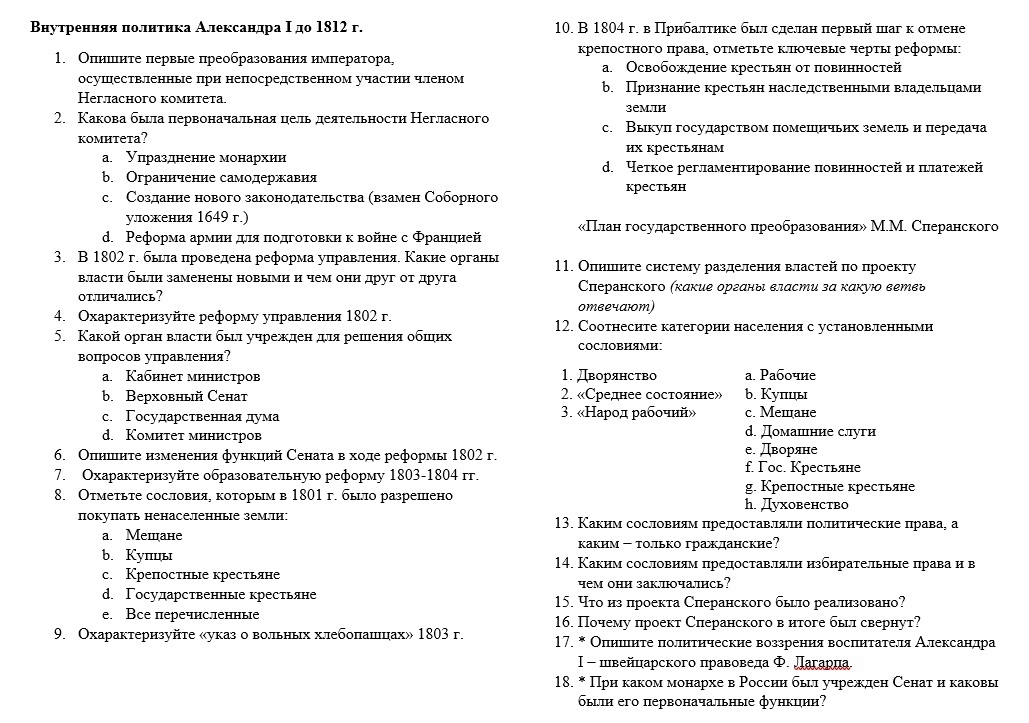 Внутренняя политика Александра I до 1812 г.
1. Опишите первые преобразования императора,
осуществленные при непосредственном участии членом
Негласного комитета.
2. Какова была первоначальная цель деятельности Негласного
комитета?
a. Упразднение монархии
b. Ограничение самодержавия
c. Создание нового законодательства (взамен Соборного
уложения 1649 г.)
d. Реформа армии для подготовки к войне с Францией
3. В 1802 г. была проведена реформа управления. Какие органы
власти были заменены новыми и чем они друг от друга
отличались?
4. Охарактеризуйте реформу управления 1802 г.
5. Какой орган власти был учрежден для решения общих
вопросов управления?
a. Кабинет министров
b. Верховный Сенат
c. Государственная дума
d. Комитет министров
6. Опишите изменения функций Сената в ходе реформы 1802 г.
7. Охарактеризуйте образовательную реформу 1803-1804 гг.
8. Отметьте сословия, которым в 1801 г. было разрешено
покупать ненаселенные земли:
a. Мещане
b. Купцы
c. Крепостные крестьяне
d. Государственные крестьяне
e. Все перечисленные
9. Охарактеризуйте «указ о вольных хлебопашцах» 1803 г.
10. В 1804 г. в Прибалтике был сделан первый шаг к отмене
крепостного права, отметьте ключевые черты реформы:
a. Освобождение крестьян от повинностей
b. Признание крестьян наследственными владельцами
земли
c. Выкуп государством помещичьих земель и передача
их крестьянам
d. Четкое регламентирование повинностей и платежей
крестьян
«План государственного преобразования» М.М. Сперанского
11. Опишите систему разделения властей по проекту
Сперанского (какие органы власти за какую ветвь
отвечают)
12. Соотнесите категории населения с установленными
сословиями:
1. Дворянство
2. «Среднее состояние»
3. «Народ рабочий»
a. Рабочие
b. Купцы
c. Мещане
d. Домашние слуги
e. Дворяне
f. Гос. Крестьяне
g. Крепостные крестьяне
h. Духовенство
13. Каким сословиям предоставляли политические права, а
каким – только гражданские?
14. Каким сословиям предоставляли избирательные права и в
чем они заключались?
15. Что из проекта Сперанского было реализовано?
16. Почему проект Сперанского в итоге был свернут?
17. * Опишите политические воззрения воспитателя Александра
I – швейцарского правоведа Ф. Лагарпа.
18. * При каком монархе в России был учрежден Сенат и каковы
были его первоначальные функции?